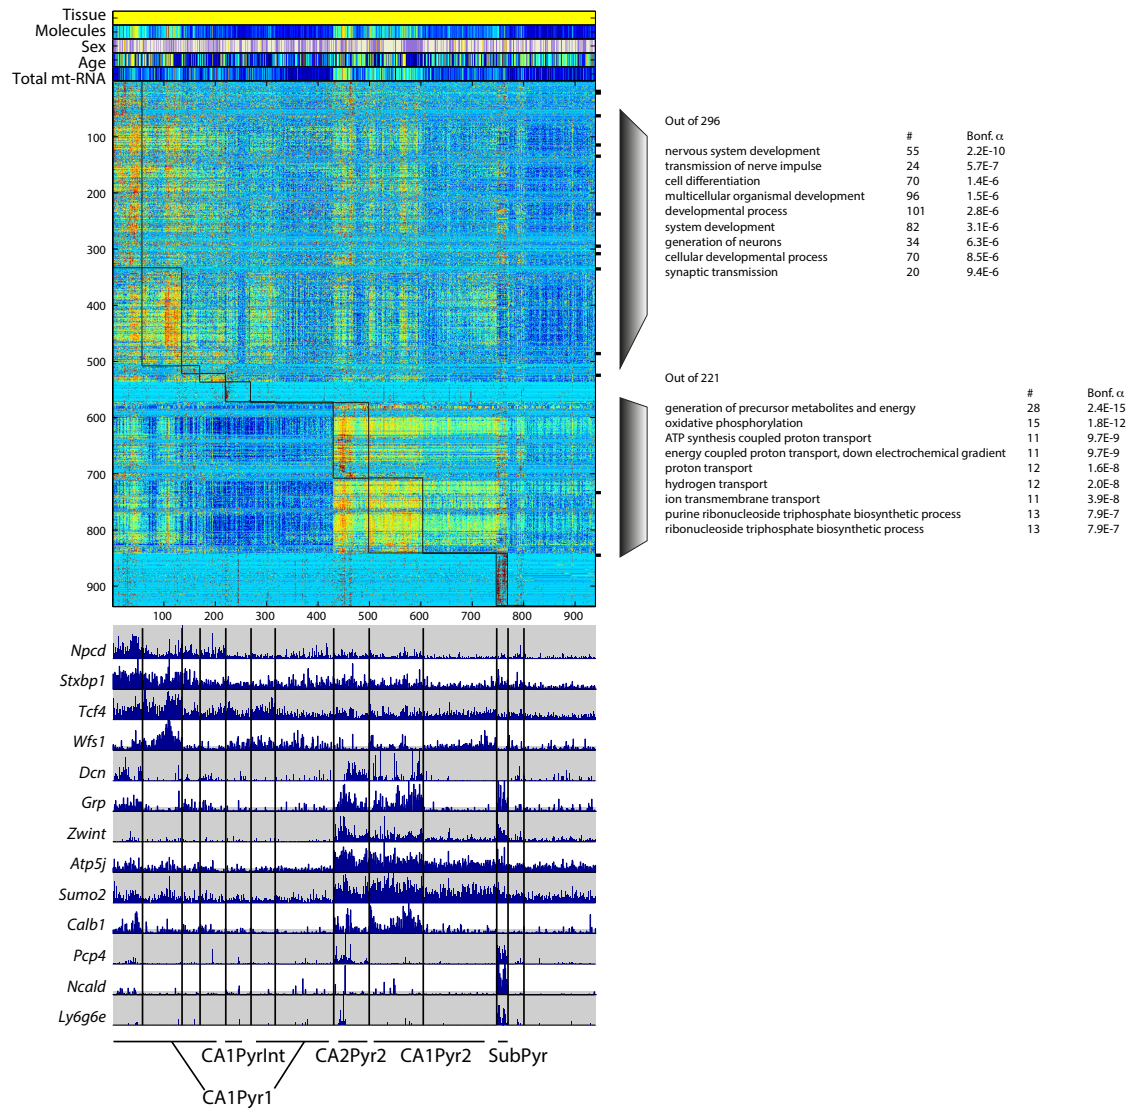 Tissue
Molecules
Sex
Age
Total mt-RNA
100
200
300
400
500
600
700
800
900
100 200 300 400 500 600 700 800 900
Out of 296
# Bonf. α
nervous system development 55 2.2E-10
transmission of nerve impulse 24 5.7E-7
cell differentiation 70 1.4E-6
multicellular organismal development 96 1.5E-6
developmental process 101 2.8E-6
system development 82 3.1E-6
generation of neurons 34 6.3E-6
cellular developmental process 70 8.5E-6
synaptic transmission 20 9.4E-6
Out of 221
# Bonf. α
generation of precursor metabolites and energy 28 2.4E-15
oxidative phosphorylation 15 1.8E-12
ATP synthesis coupled proton transport 11 9.7E-9
energy coupled proton transport, down electrochemical gradient 11 9.7E-9
proton transport 12 1.6E-8
hydrogen transport 12 2.0E-8
ion transmembrane transport 11 3.9E-8
purine ribonucleoside triphosphate biosynthetic process 13 7.9E-7
ribonucleoside triphosphate biosynthetic process 13 7.9E-7
Npcd
Stxbp1
Tcf4
Wfs1
Dcn
Grp
Zwint
Atp5j
Sumo2
Calb1
Pcp4
Ncald
Ly6g6e
CA1PyrInt CA2Pyr2 CA1Pyr2 SubPyr
CA1Pyr1